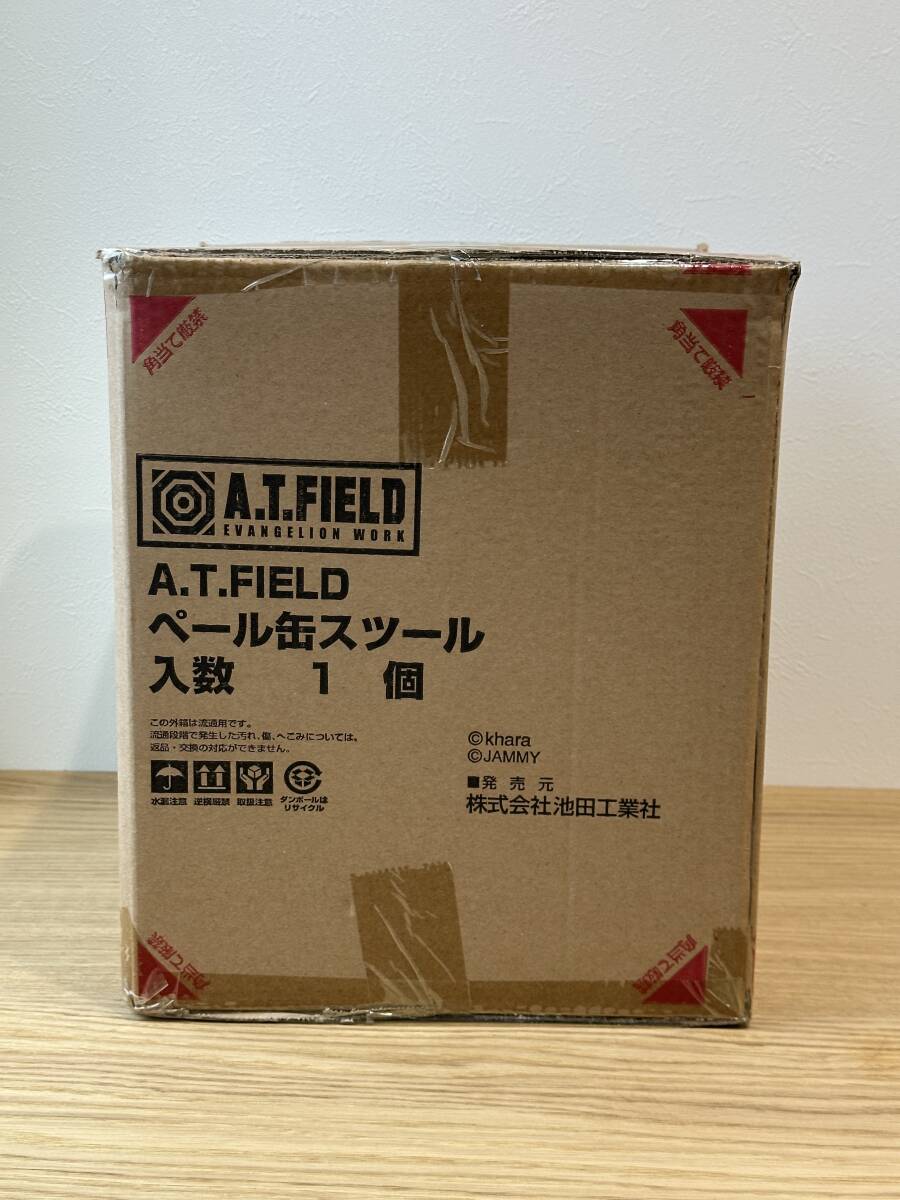 角当て厳禁
角当て厳禁
A.T.FIELD
EVANGELION WORK
A.T.FIELD
ペール缶スツール
入数 1 個
この外箱は流通用です。
流通段階で発生した汚れ、傷、へこみについては、
返品・交換の対応ができません。
水濡注意 逆積厳禁 取扱注意 ダンボールは
リサイクル
©khara
©JAMMY
■発売元
株式会社池田工業社
角当て厳禁
角当て厳禁